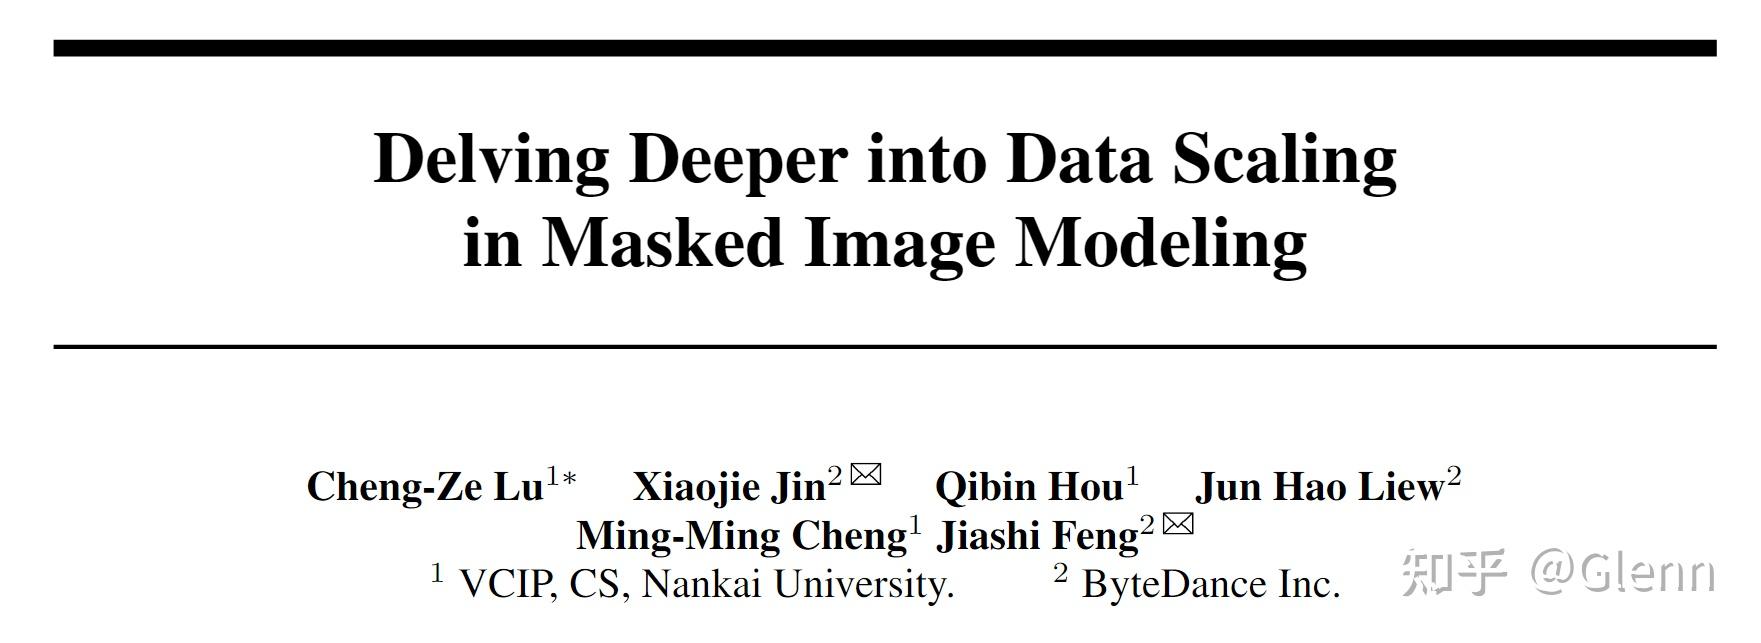 Delving Deeper into Data Scaling
in Masked Image Modeling
Cheng-Ze Lu1* Xiaojie Jin2✉ Qibin Hou1 Jun Hao Liew2
Ming-Ming Cheng1 Jiashi Feng2✉
1 VCIP, CS, Nankai University. 2 ByteDance Inc.
知乎 @Glenn